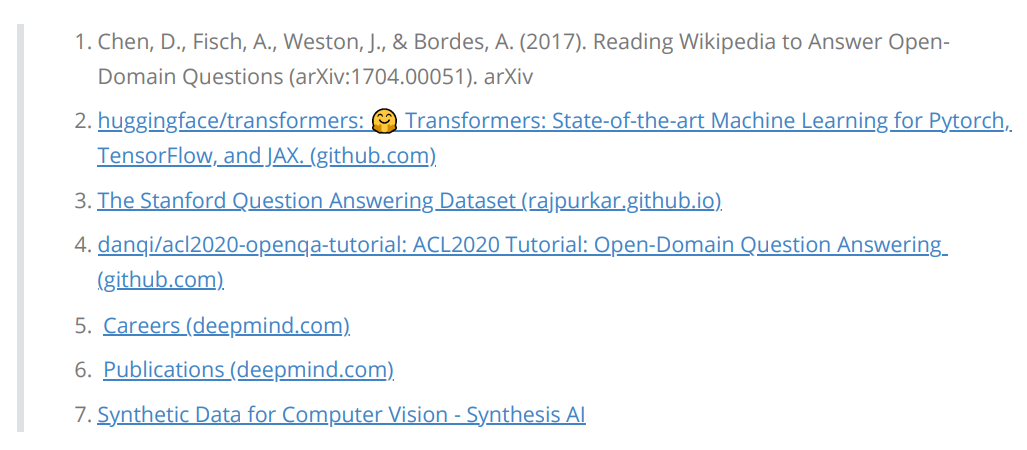 1. Chen, D., Fisch, A., Weston, J., & Bordes, A. (2017). Reading Wikipedia to Answer Open-
Domain Questions (arXiv:1704.00051). arXiv
2. huggingface/transformers: 🤗 Transformers: State-of-the-art Machine Learning for Pytorch,
TensorFlow, and JAX. (github.com)
3. The Stanford Question Answering Dataset (rajpurkar.github.io)
4. danqi/acl2020-openqa-tutorial: ACL2020 Tutorial: Open-Domain Question Answering
(github.com)
5. Careers (deepmind.com)
6. Publications (deepmind.com)
7. Synthetic Data for Computer Vision - Synthesis AI